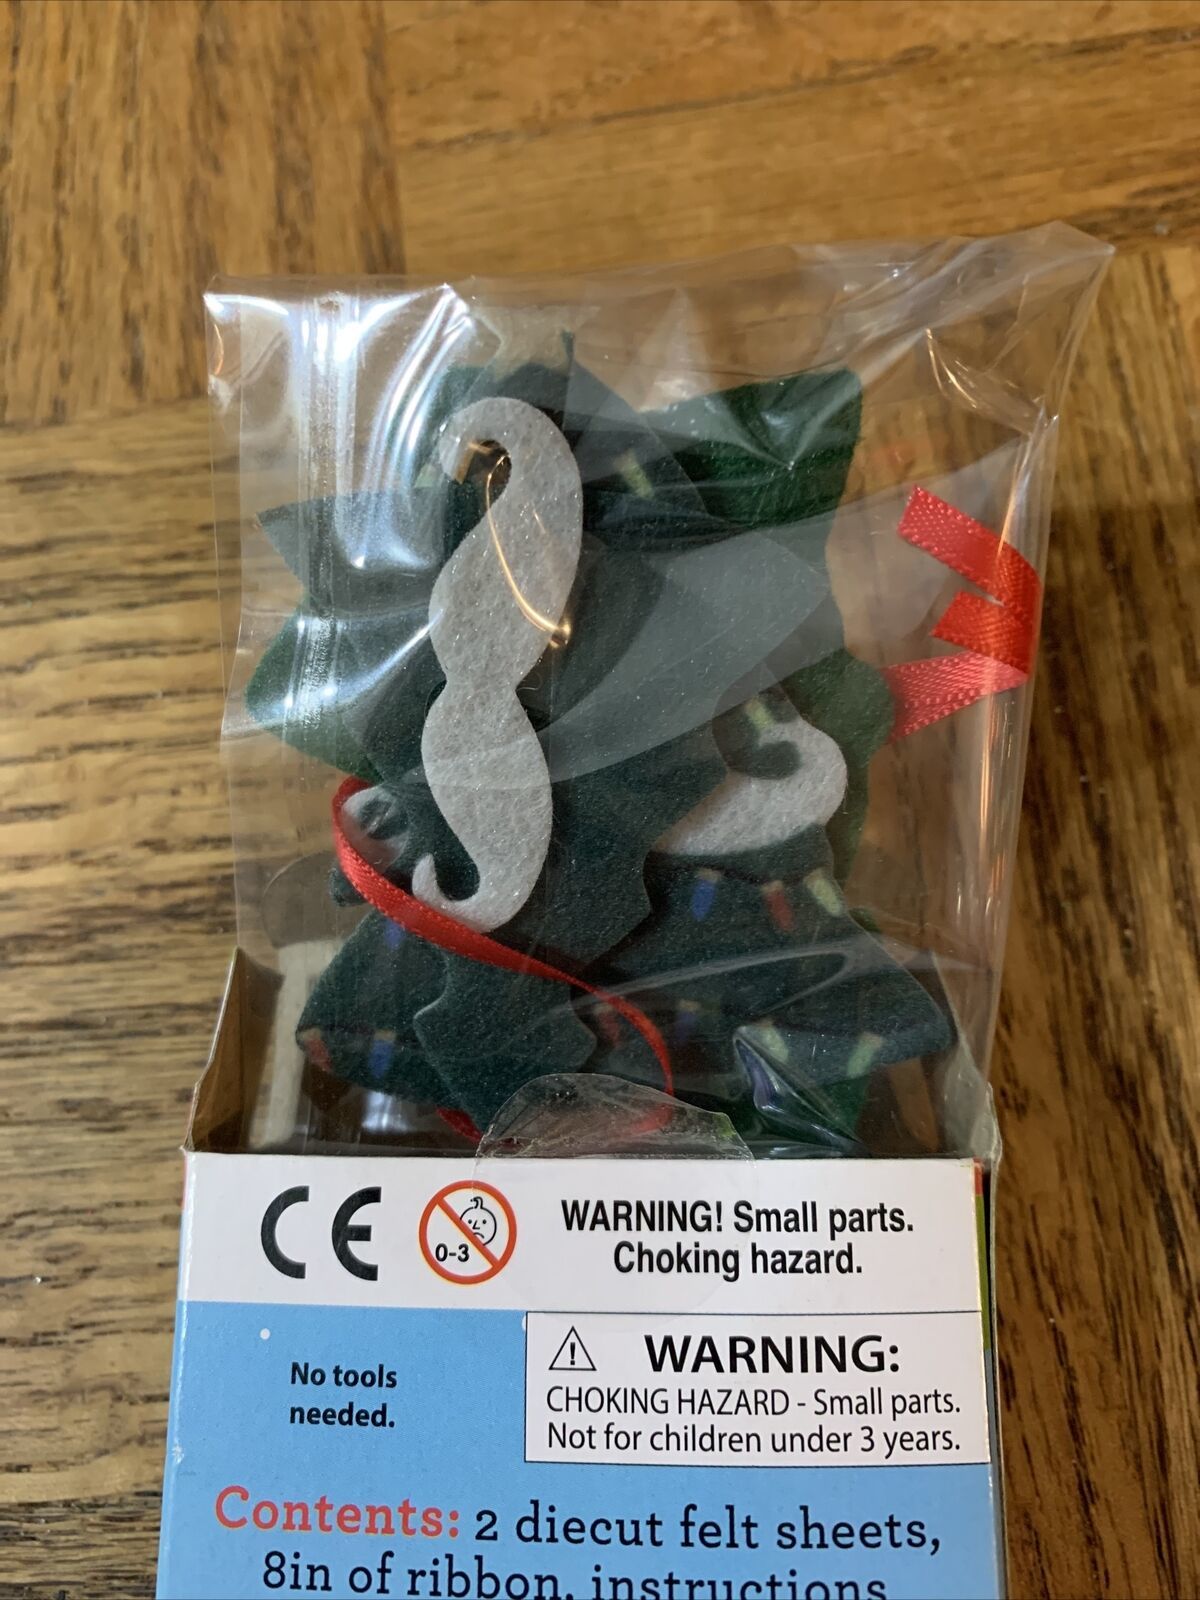 CE
0-3
WARNING! Small parts.
Choking hazard.
No tools
needed.
WARNING:
CHOKING HAZARD - Small parts.
Not for children under 3 years.
Contents: 2 diecut felt sheets,
8in of ribbon, instructions